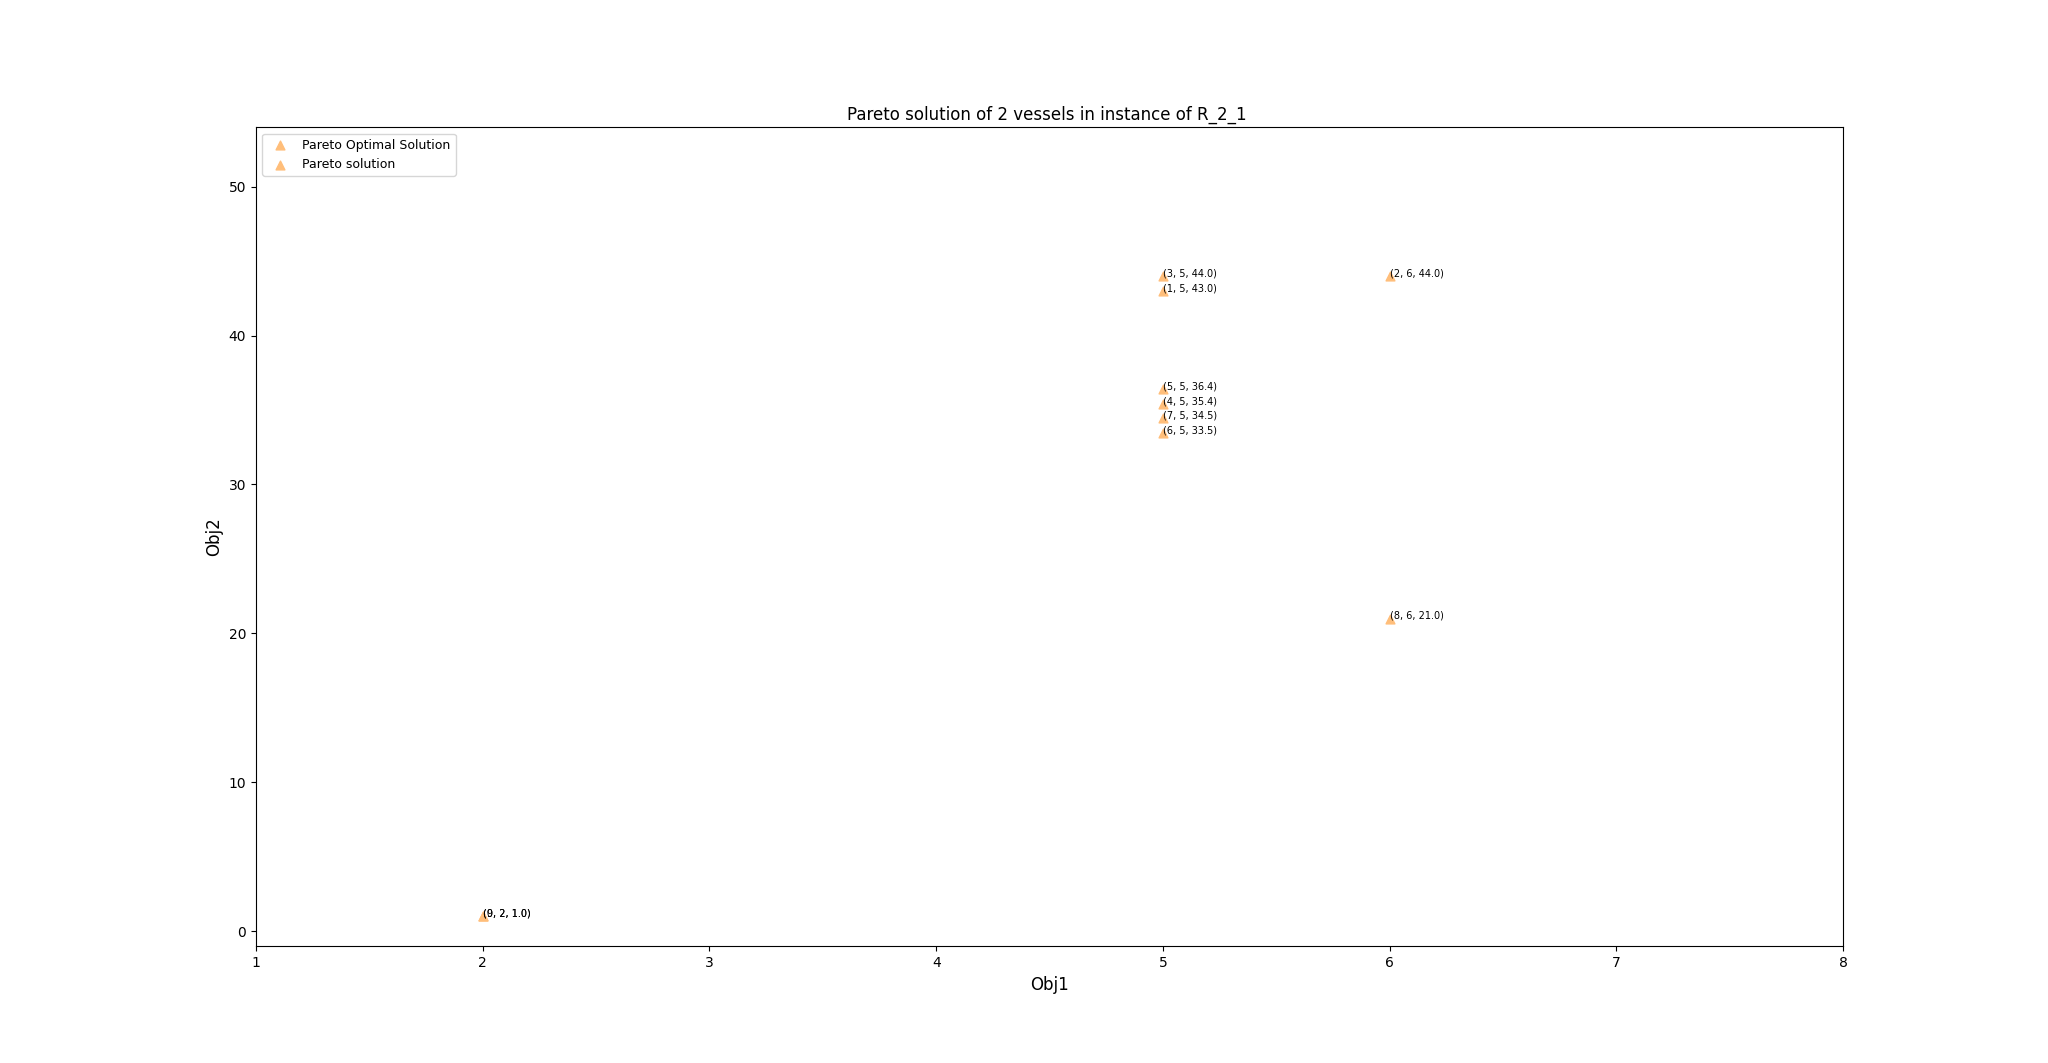 Pareto solution of 2 vessels in instance of R_2_1
Pareto Optimal Solution
Pareto solution
50
40
30
20
10
0
Obj2
(3, 5, 44.0)
(2, 6, 44.0)
(1, 5, 43.0)
(5, 5, 36.4)
(4, 5, 35.4)
(7, 5, 34.5)
(6, 5, 33.5)
(8, 6, 21.0)
(9, 2, 1.0)
1
2
3
4
5
6
7
8
Obj1